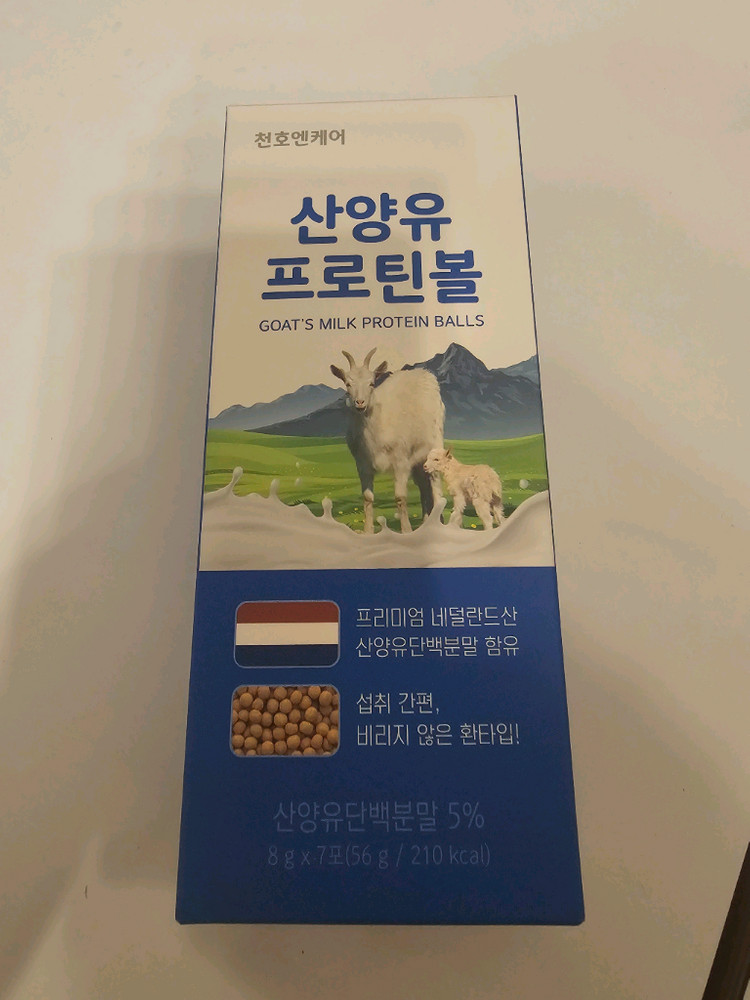 천호엔케어
산양유
프로틴볼
GOAT'S MILK PROTEIN BALLS
프리미엄 네덜란드산
산양유단백분말 함유
섭취 간편,
비리지 않은 환타입!
산양유단백분말 5%
8 g x 7포(56 g / 210 kcal)